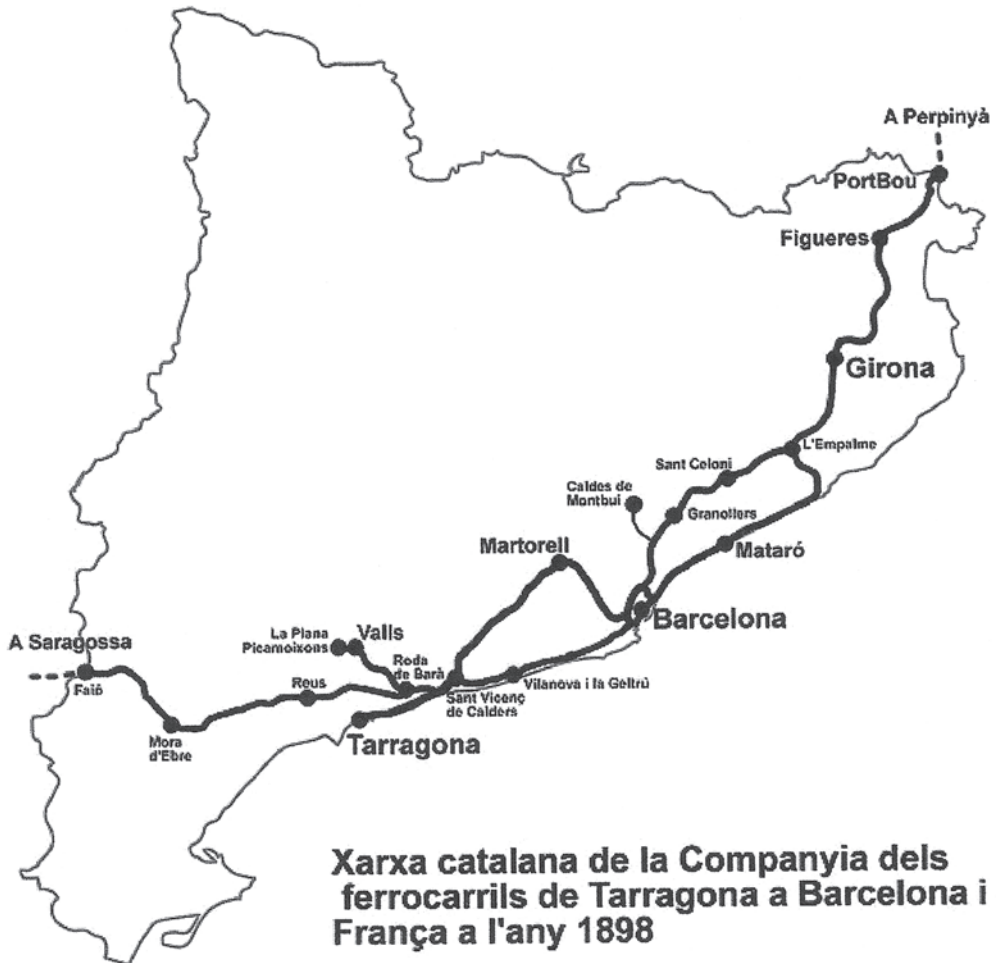 A Perpinyà
PortBou
Figueres
Girona
L'Empalme
Sant Celoni
Caldes de
Montbui
Granollers
Martorell
Mataró
Barcelona
A Saragossa
La Plana
Picamoixons
Valls
Roda
de Barà
Faió
Reus
Sant Vicenç
de Calders
Vilanova i la Geltrú
Mora
d'Ebre
Tarragona
Xarxa catalana de la Companyia dels
ferrocarrils de Tarragona a Barcelona i
França a l'any 1898